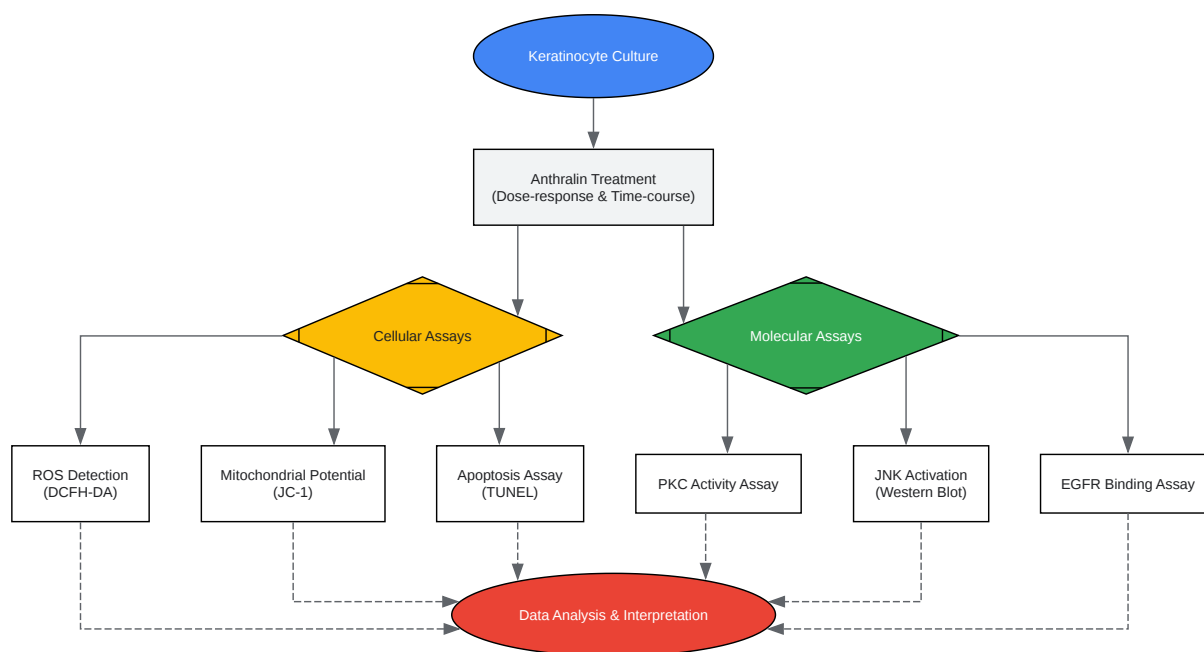 Keratinocyte Culture
Anthralin Treatment
(Dose-response & Time-course)
Cellular Assays
Molecular Assays
ROS Detection
(DCFH-DA)
Mitochondrial Potential
(JC-1)
Apoptosis Assay
(TUNEL)
PKC Activity Assay
JNK Activation
(Western Blot)
EGFR Binding Assay
Data Analysis & Interpretation